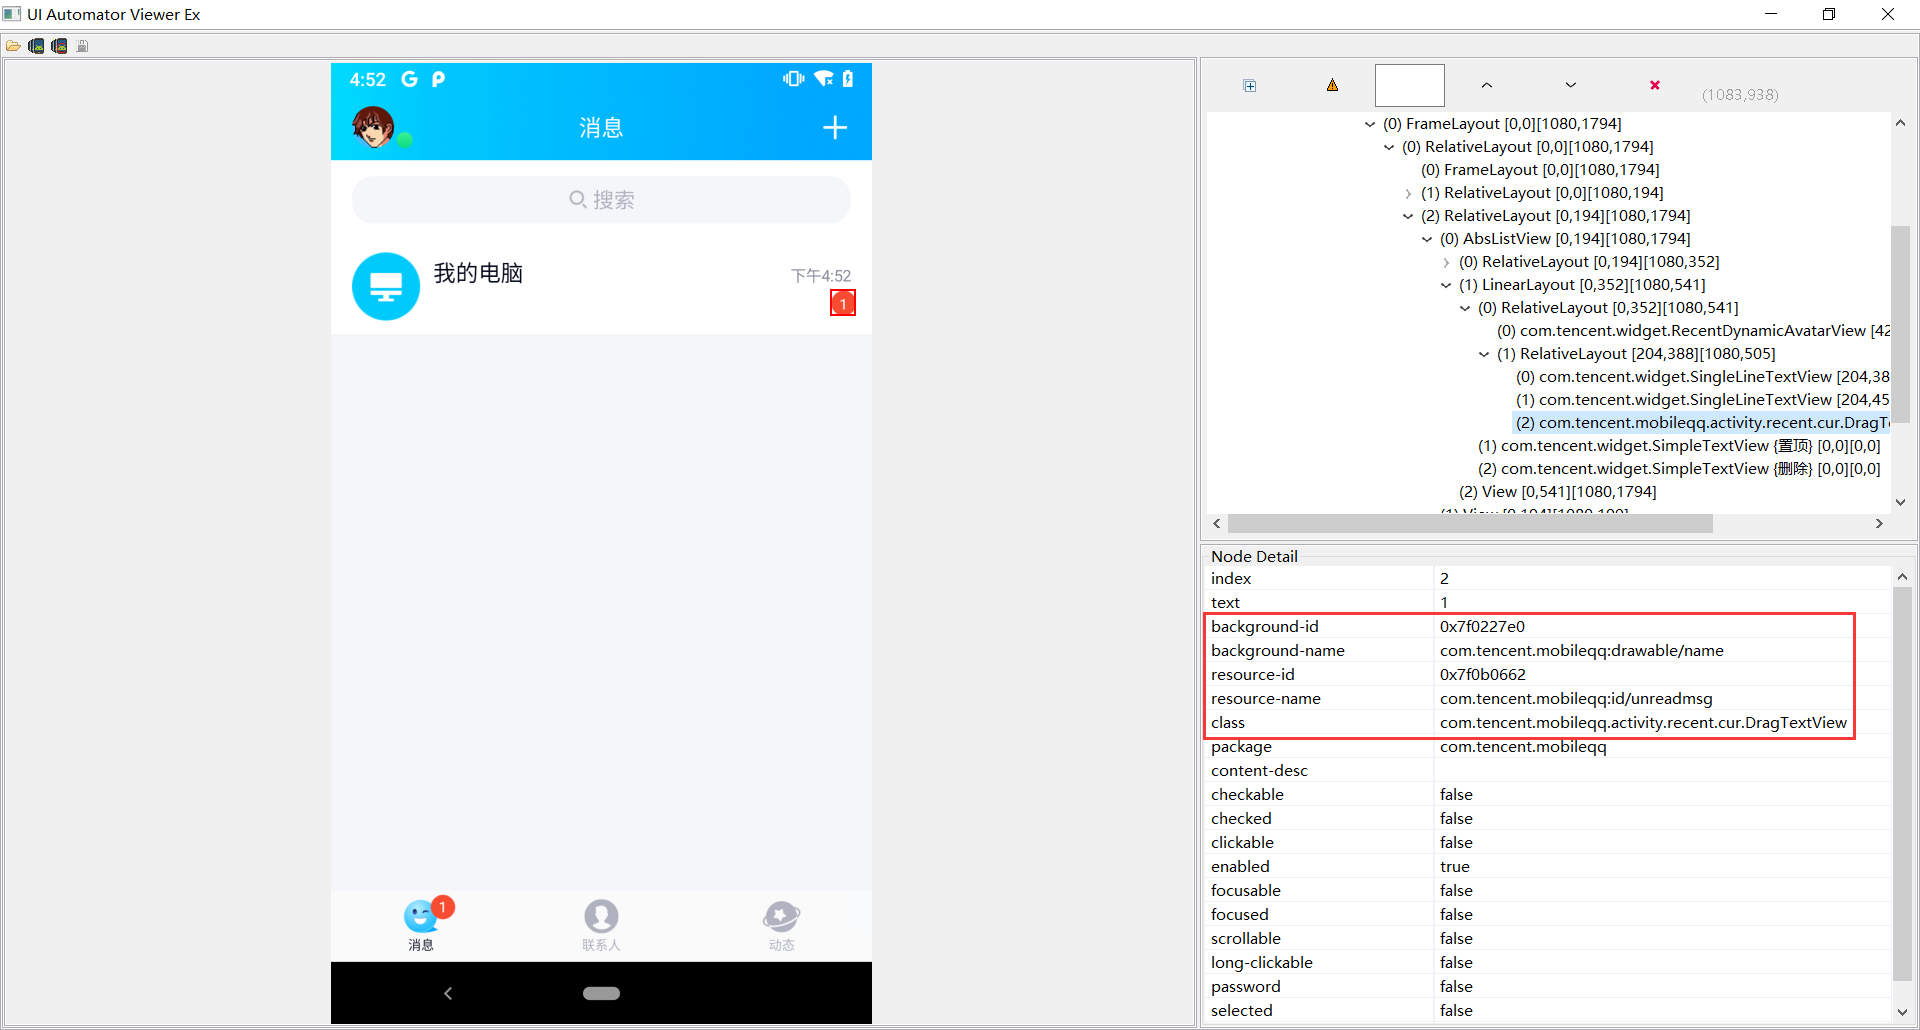 UI Automator Viewer Ex
4:52
消息
搜索
我的电脑
下午4:52
1
1
消息
联系人
动态
(1083,938)
(0) FrameLayout [0,0][1080,1794]
(0) RelativeLayout [0,0][1080,1794]
(0) FrameLayout [0,0][1080,1794]
(1) RelativeLayout [0,0][1080,194]
(2) RelativeLayout [0,194][1080,1794]
(0) AbsListView [0,194][1080,1794]
(0) RelativeLayout [0,194][1080,352]
(1) LinearLayout [0,352][1080,541]
(0) RelativeLayout [0,352][1080,541]
(0) com.tencent.widget.RecentDynamicAvatarView [42
(1) RelativeLayout [204,388][1080,505]
(0) com.tencent.widget.SingleLineTextView [204,38
(1) com.tencent.widget.SingleLineTextView [204,45
(2) com.tencent.mobileqq.activity.recent.cur.DragT
(1) com.tencent.widget.SimpleTextView {置顶} [0,0][0,0]
(2) com.tencent.widget.SimpleTextView {删除} [0,0][0,0]
(2) View [0,541][1080,1794]
Node Detail
index 2
text 1
background-id 0x7f0227e0
background-name com.tencent.mobileqq:drawable/name
resource-id 0x7f0b0662
resource-name com.tencent.mobileqq:id/unreadmsg
class com.tencent.mobileqq.activity.recent.cur.DragTextView
package com.tencent.mobileqq
content-desc
checkable false
checked false
clickable false
enabled true
focusable false
focused false
scrollable false
long-clickable false
password false
selected false